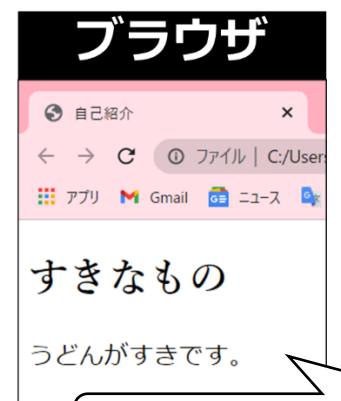 ブラウザ
自己紹介 ×
ファイル | C:/User
アプリ Gmail ニュース
すきなもの
うどんがすきです。